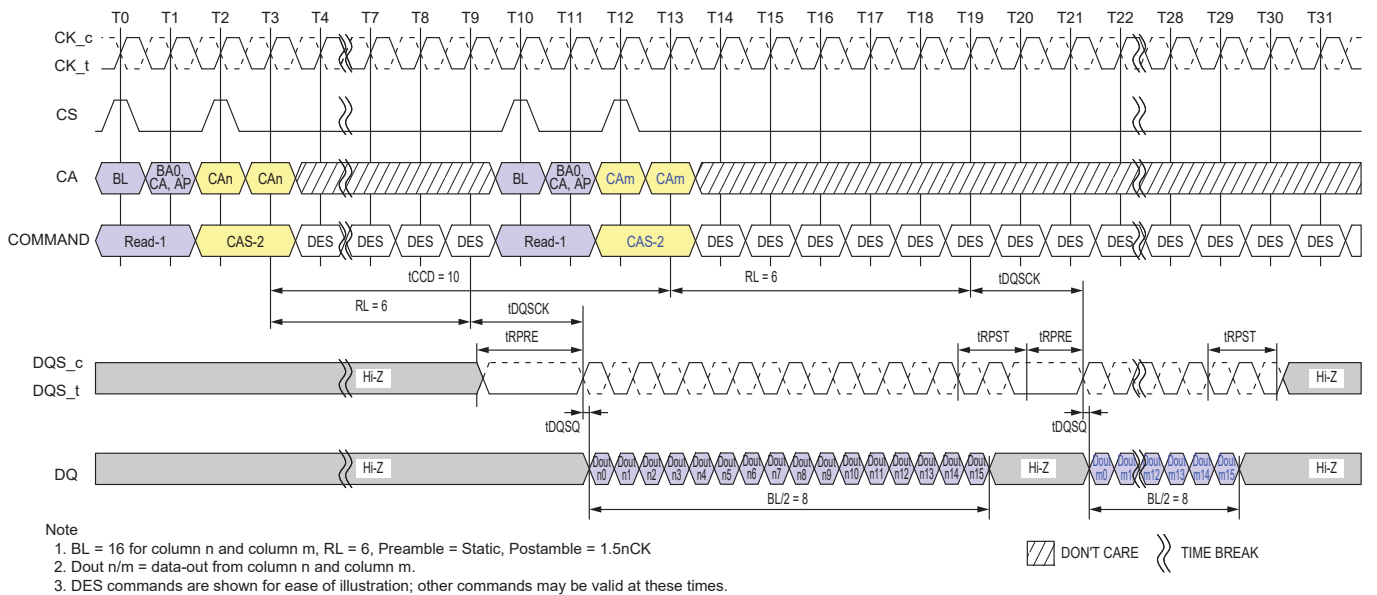 T0 T1 T2 T3 T4 T7 T8 T9 T10 T11 T12 T13 T14 T15 T16 T17 T18 T19 T20 T21 T22 T28 T29 T30 T31
CK_c
CK_t
CS
CA BL BA0, CA, AP CAn CAn BL BA0, CA, AP CAm CAm
COMMAND Read-1 CAS-2 DES DES DES DES Read-1 CAS-2 DES DES DES DES DES DES DES DES DES DES DES DES DES
tCCD = 10 RL = 6 tDQSCK
RL = 6 tDQSCK
tRPRE tRPST tRPRE tRPST
DQS_c
DQS_t Hi-Z Hi-Z
tDQSQ tDQSQ
DQ Hi-Z Dout n0 Dout n1 Dout n2 Dout n3 Dout n4 Dout n5 Dout n6 Dout n7 Dout n8 Dout n9 Dout n10 Dout n11 Dout n12 Dout n13 Dout n14 Dout n15 Hi-Z Dout m0 Dout m1 Dout m12 Dout m13 Dout m14 Dout m15 Hi-Z
BL/2 = 8 BL/2 = 8
Note
1. BL = 16 for column n and column m, RL = 6, Preamble = Static, Postamble = 1.5nCK
2. Dout n/m = data-out from column n and column m.
3. DES commands are shown for ease of illustration; other commands may be valid at these times.
DON'T CARE TIME BREAK